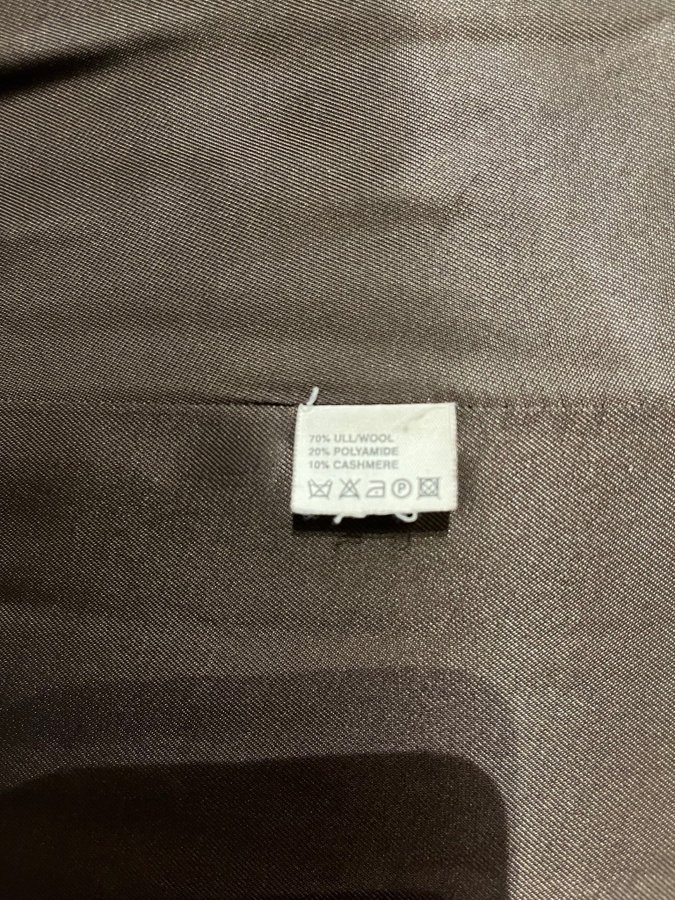 70% ULL/WOOL
20% POLYAMIDE
10% CASHMERE
P